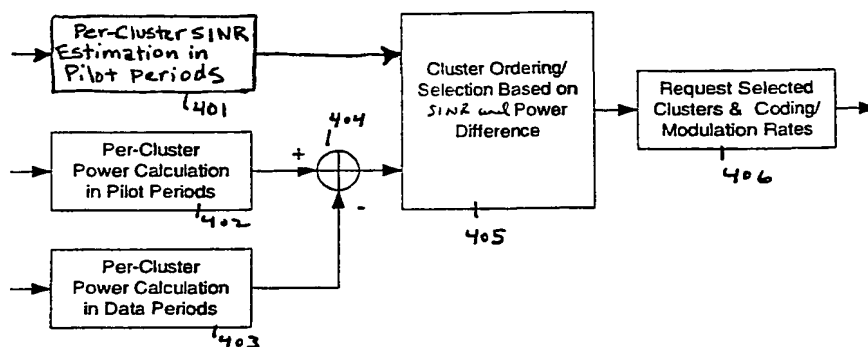 Per-Cluster SINR
Estimation in
Pilot Periods
401
Per-Cluster
Power Calculation
in Pilot Periods
402
Per-Cluster
Power Calculation
in Data Periods
403
404
+
-
Cluster Ordering/
Selection Based on
SINR and Power
Difference
405
Request Selected
Clusters & Coding/
Modulation Rates
406